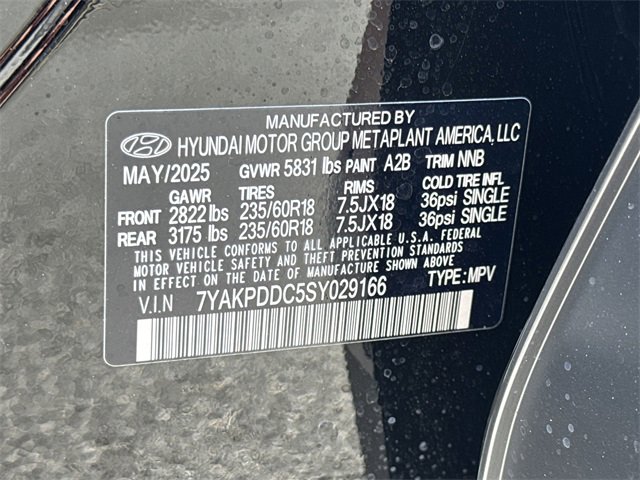 MANUFACTURED BY
HYUNDAI MOTOR GROUP METAPLANT AMERICA, LLC
MAY/2025 GVWR 5831 lbs PAINT A2B TRIM NNB
GAWR TIRES RIMS COLD TIRE INFL
FRONT 2822 lbs 235/60R18 7.5JX18 36psi SINGLE
REAR 3175 lbs 235/60R18 7.5JX18 36psi SINGLE
THIS VEHICLE CONFORMS TO ALL APPLICABLE U.S.A. FEDERAL
MOTOR VEHICLE SAFETY AND THEFT PREVENTION STANDARDS
IN EFFECT ON THE DATE OF MANUFACTURE SHOWN ABOVE.
V.I.N 7YAKPDDC5SY029166 TYPE:MPV